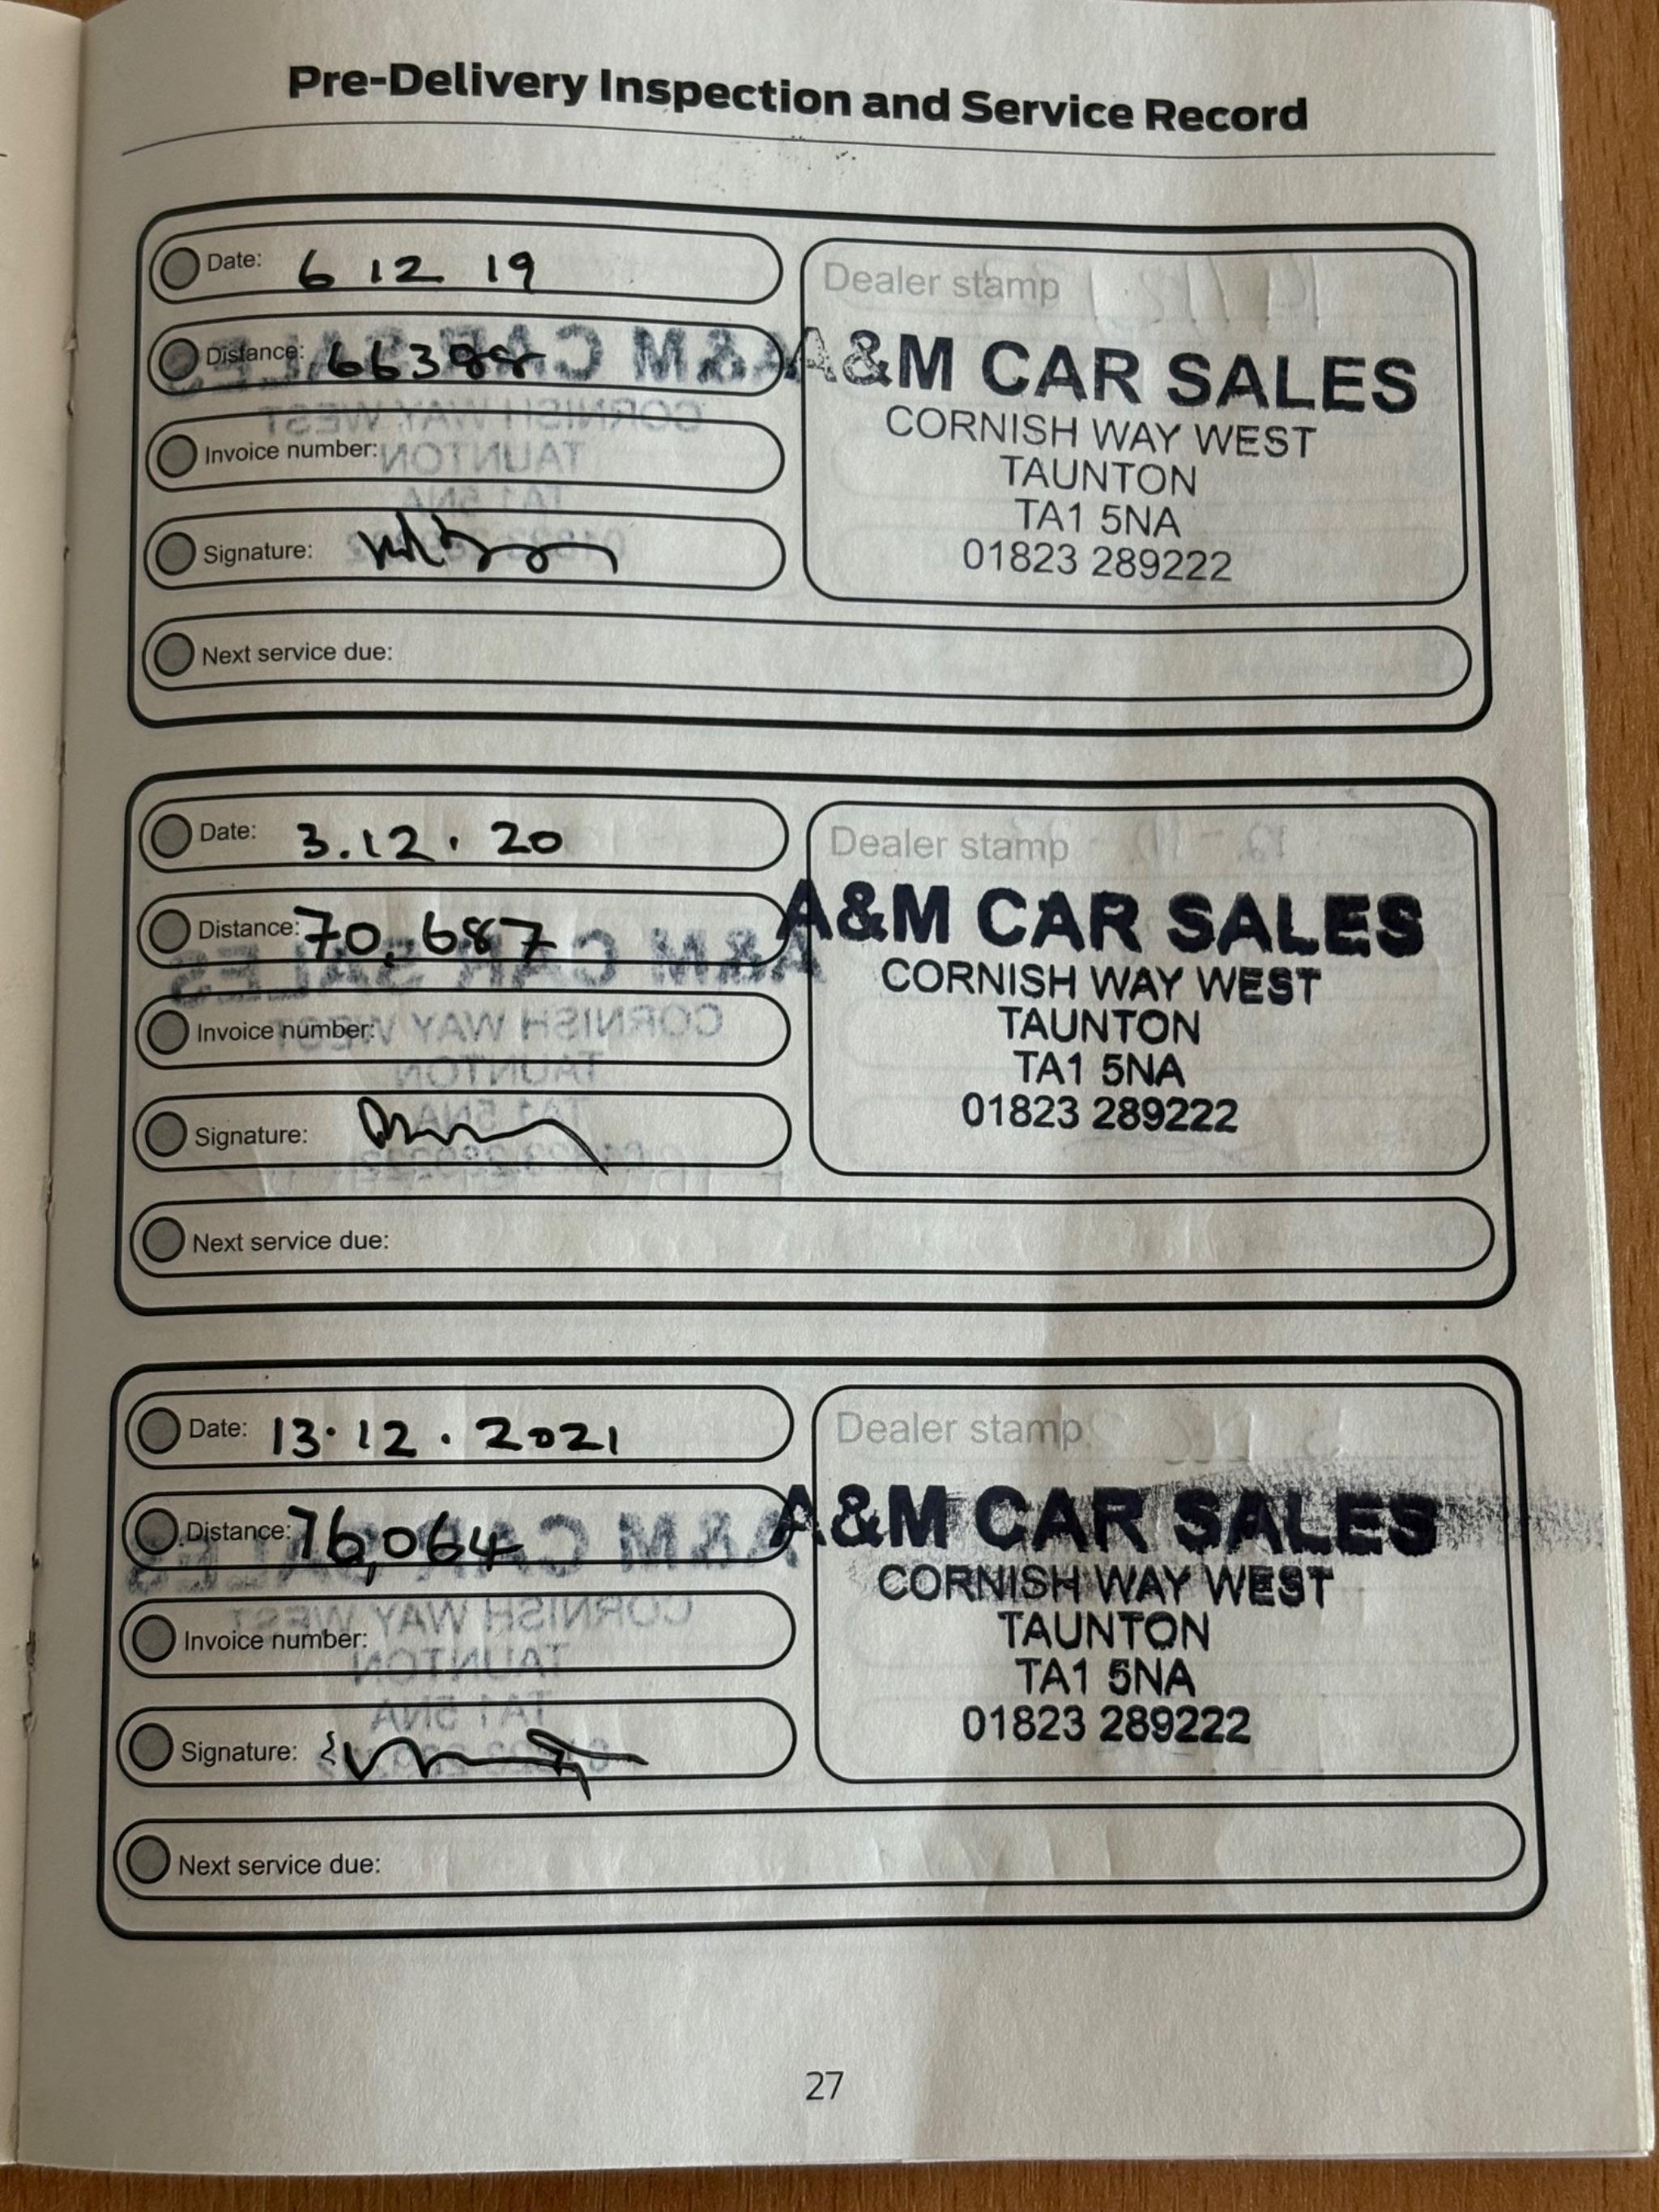 Pre-Delivery Inspection and Service Record
Date: 6 12 19
Distance: 66388
Invoice number:
Signature:
Next service due:
Dealer stamp
A&M CAR SALES
CORNISH WAY WEST
TAUNTON
TA1 5NA
01823 289222
Date: 3.12.20
Distance: 70,687
Invoice number:
Signature:
Next service due:
Dealer stamp
A&M CAR SALES
CORNISH WAY WEST
TAUNTON
TA1 5NA
01823 289222
Date: 13.12.2021
Distance: 76,064
Invoice number:
Signature:
Next service due:
Dealer stamp
A&M CAR SALES
CORNISH WAY WEST
TAUNTON
TA1 5NA
01823 289222
27